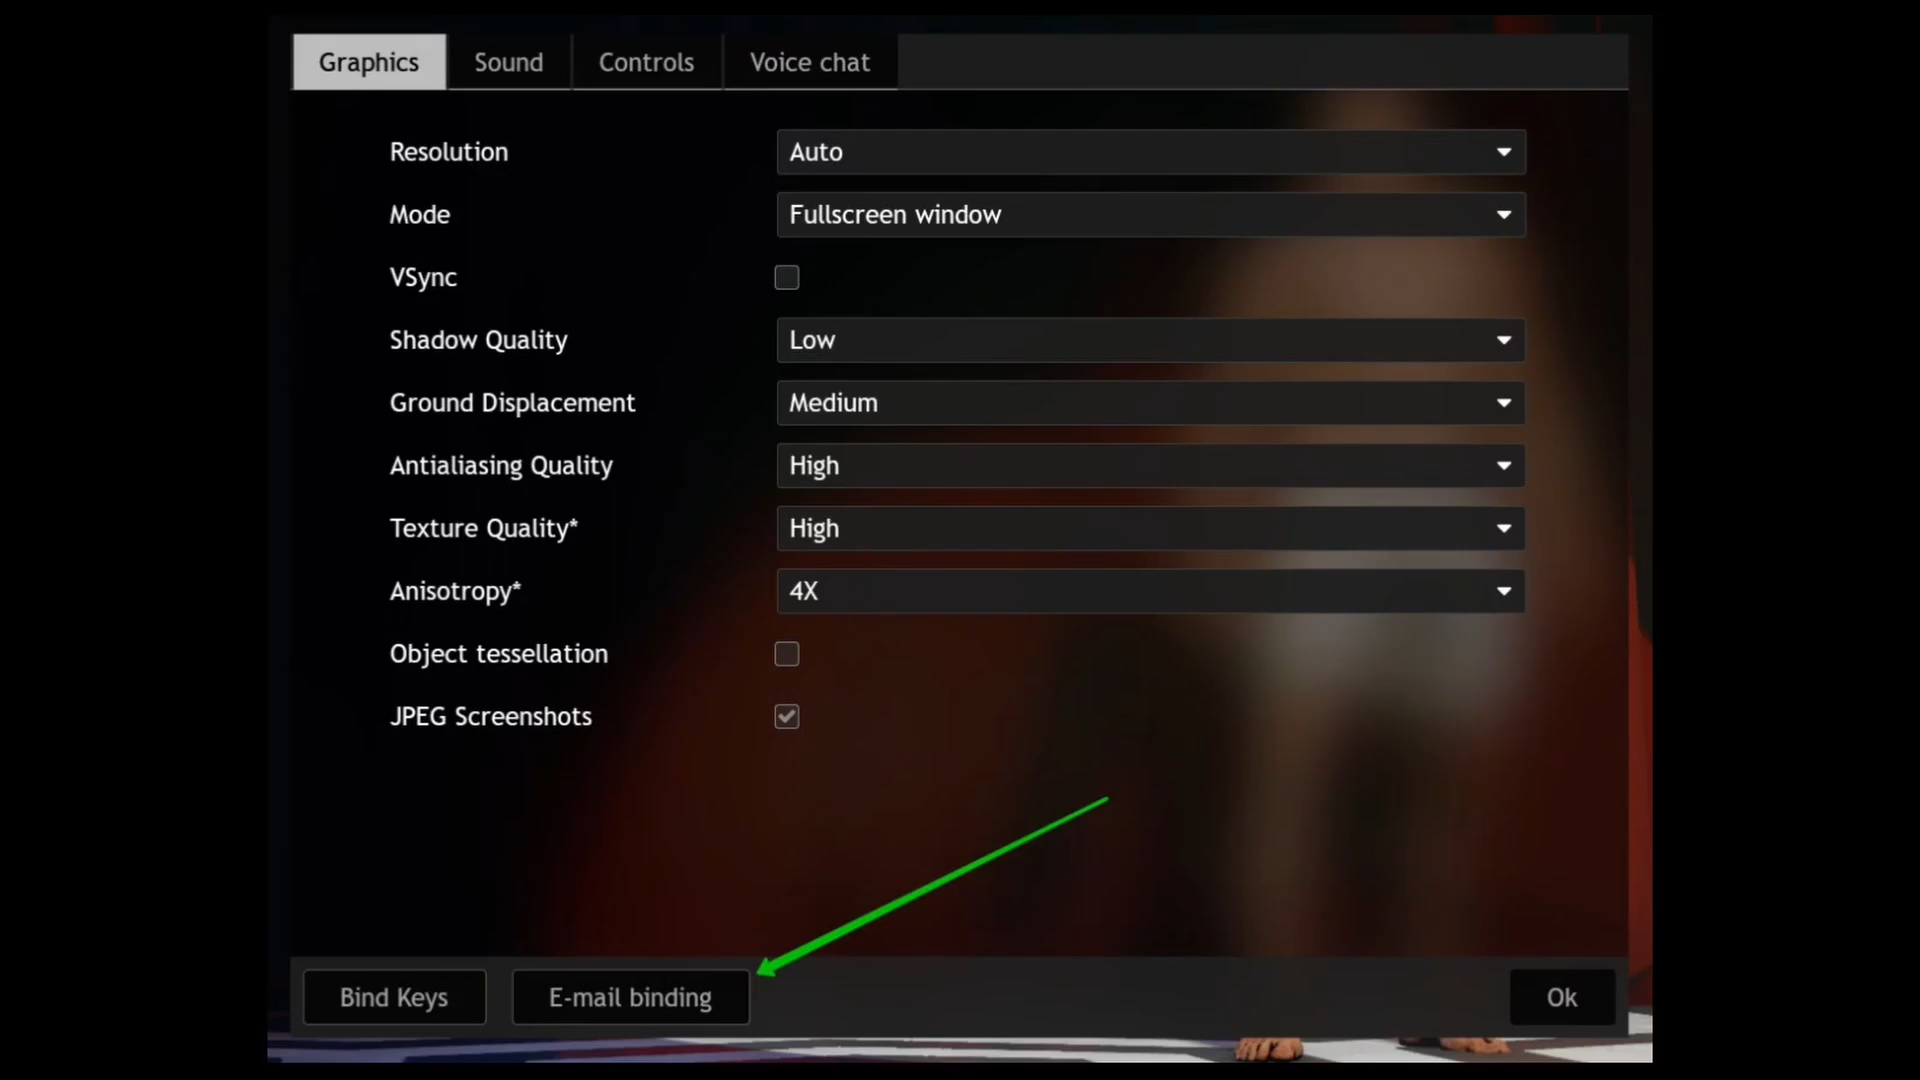 Graphics Sound Controls Voice chat
Resolution Auto
Mode Fullscreen window
VSync
Shadow Quality Low
Ground Displacement Medium
Antialiasing Quality High
Texture Quality* High
Anisotropy* 4X
Object tessellation
JPEG Screenshots
Bind Keys E-mail binding Ok